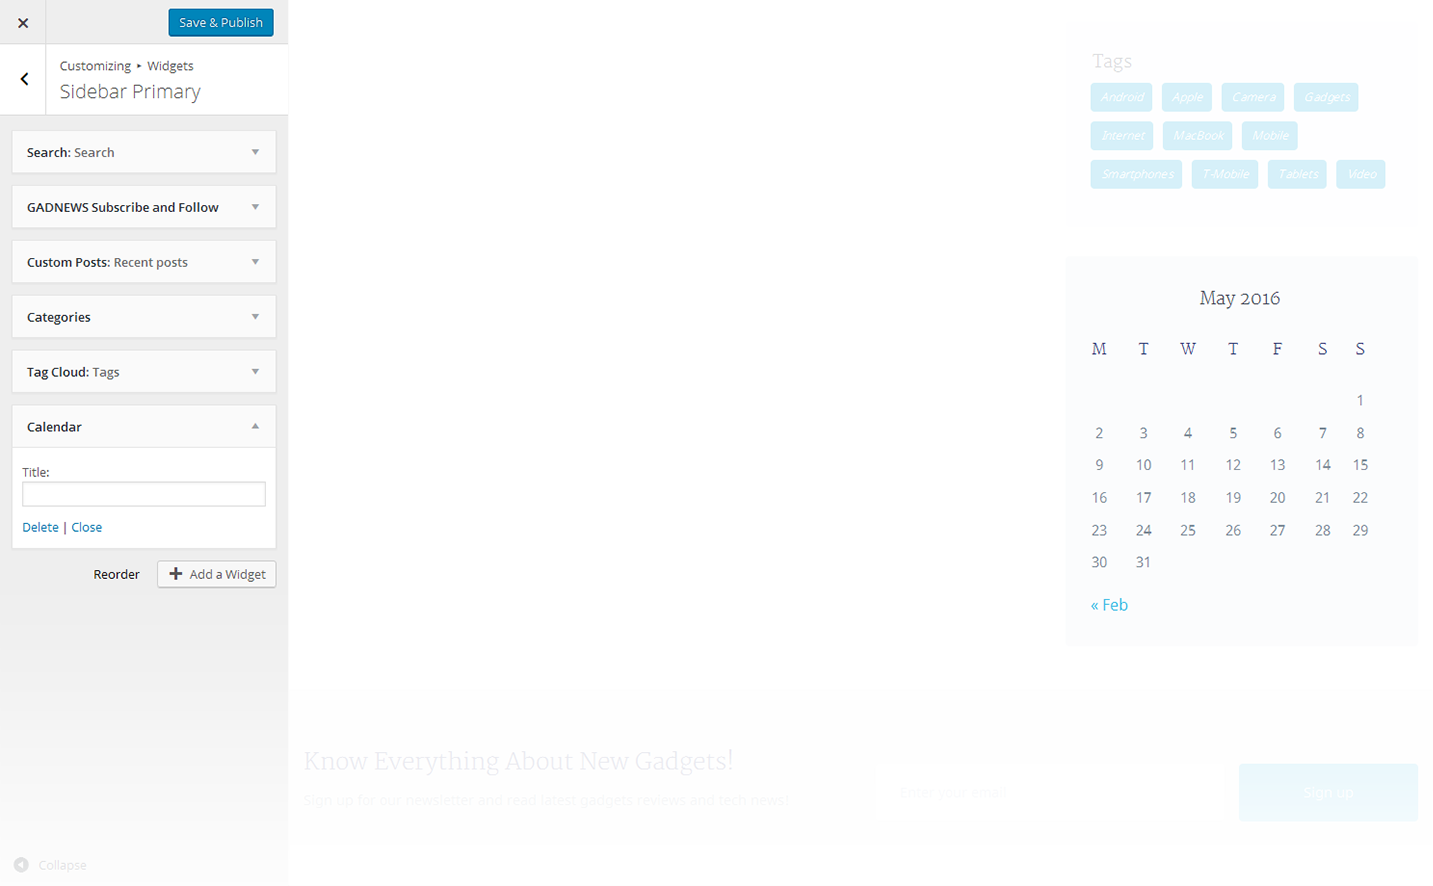 Save & Publish
Customizing ▸ Widgets
Sidebar Primary
Search: Search
GADNEWS Subscribe and Follow
Custom Posts: Recent posts
Categories
Tag Cloud: Tags
Calendar
Title:
Delete | Close
Reorder
Add a Widget
Collapse
Tags
Android Apple Camera Gadgets
Internet MacBook Mobile
Smartphones T-Mobile Tablets Video
May 2016
M T W T F S S
1
2 3 4 5 6 7 8
9 10 11 12 13 14 15
16 17 18 19 20 21 22
23 24 25 26 27 28 29
30 31
« Feb
Know Everything About New Gadgets!
Sign up for our newsletter and read latest gadgets reviews and tech news!
Enter your email
Sign up